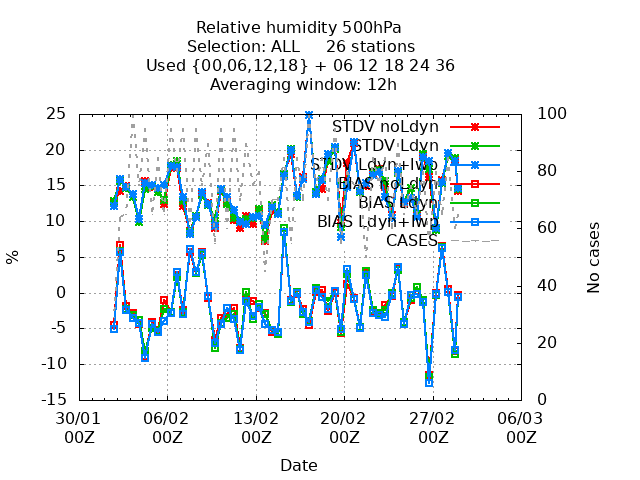 Relative humidity 500hPa
Selection: ALL     26 stations
Used {00,06,12,18} + 06 12 18 24 36
Averaging window: 12h
25
20
15
10
5
0
-5
-10
-15
%
100
80
60
40
20
0
No cases
STDV noLdyn
STDV Ldyn
STDV Ldyn+lwp
BIAS noLdyn
BIAS Ldyn
BIAS Ldyn+lwp
CASES
30/01 06/02 13/02 20/02 27/02 06/03
00Z 00Z 00Z 00Z 00Z 00Z
Date